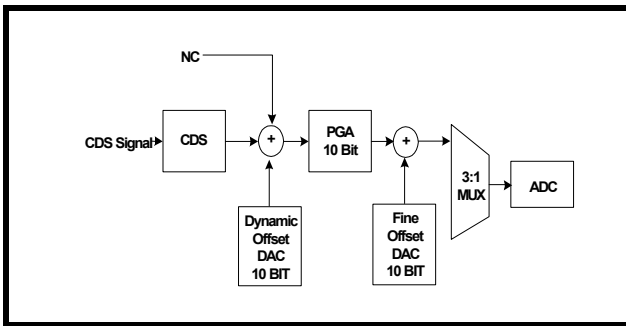 NC
CDS Signal
CDS
+
PGA
10 Bit
+
3:1
MUX
ADC
Dynamic
Offset
DAC
10 BIT
Fine
Offset
DAC
10 BIT